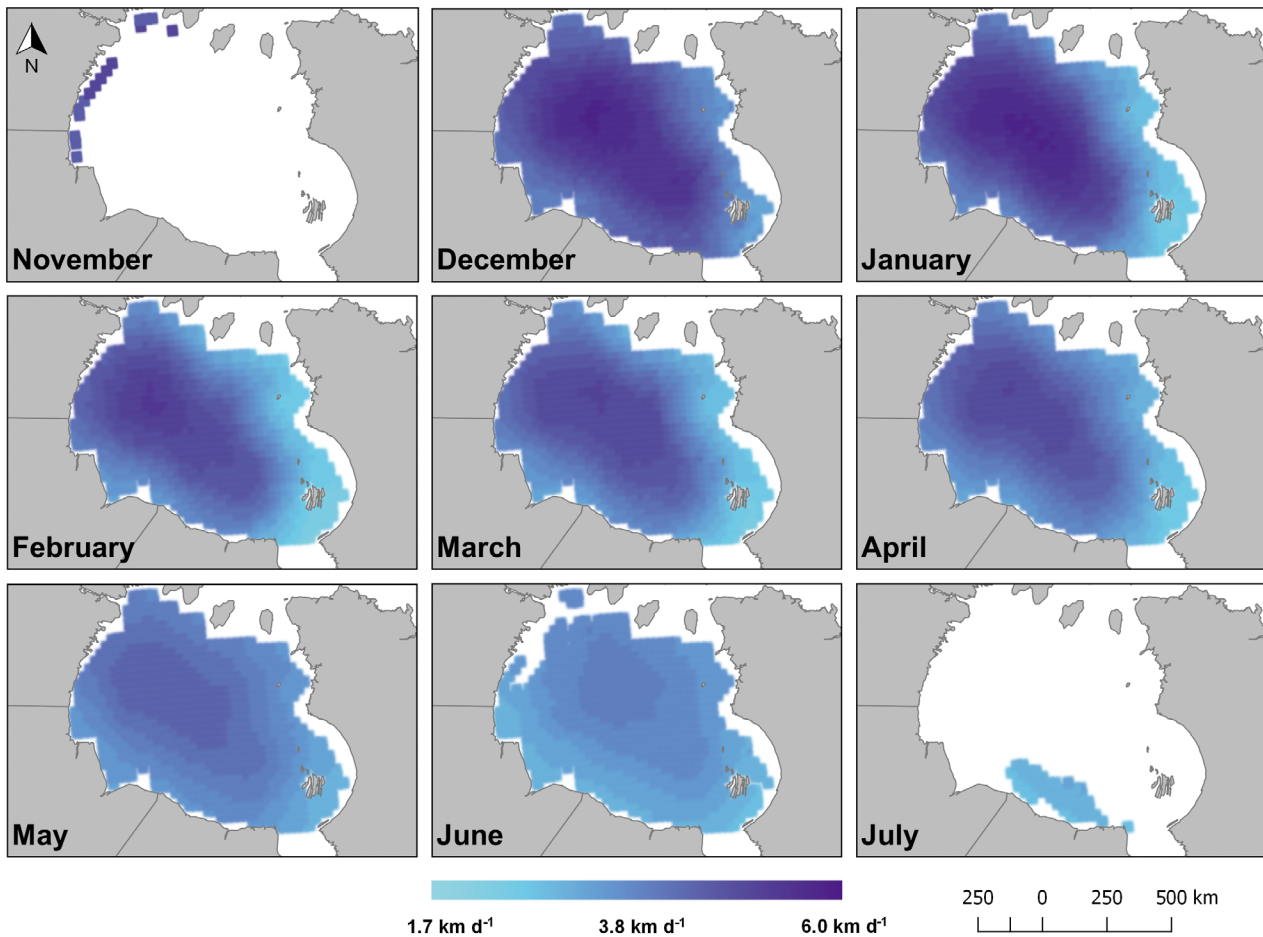 N
November
December
January
February
March
April
May
June
July
1.7 km d⁻¹
3.8 km d⁻¹
6.0 km d⁻¹
250 0 250 500 km